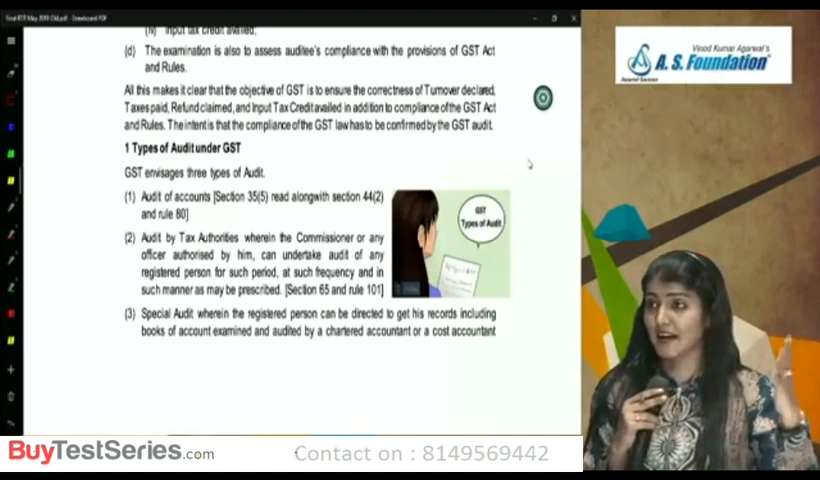 Final RTP May 2019 Old.pdf - Drawboard PDF
(iv) Input tax credit availed;
(d) The examination is also to assess auditee's compliance with the provisions of GST Act
and Rules.
All this makes it clear that the objective of GST is to ensure the correctness of Turnover declared,
Taxes paid, Refund claimed, and Input Tax Credit availed in addition to compliance of the GST Act
and Rules. The intent is that the compliance of the GST law has to be confirmed by the GST audit.
1 Types of Audit under GST
GST envisages three types of Audit.
(1) Audit of accounts [Section 35(5) read alongwith section 44(2)
and rule 80]
(2) Audit by Tax Authorities wherein the Commissioner or any
officer authorised by him, can undertake audit of any
registered person for such period, at such frequency and in
such manner as may be prescribed. [Section 65 and rule 101]
GST
Types of Audit
(3) Special Audit wherein the registered person can be directed to get his records including
books of account examined and audited by a chartered accountant or a cost accountant
Vinod Kumar Agarwal's
A. S. Foundation®
Assured Success
BuyTestSeries.com
Contact on : 8149569442